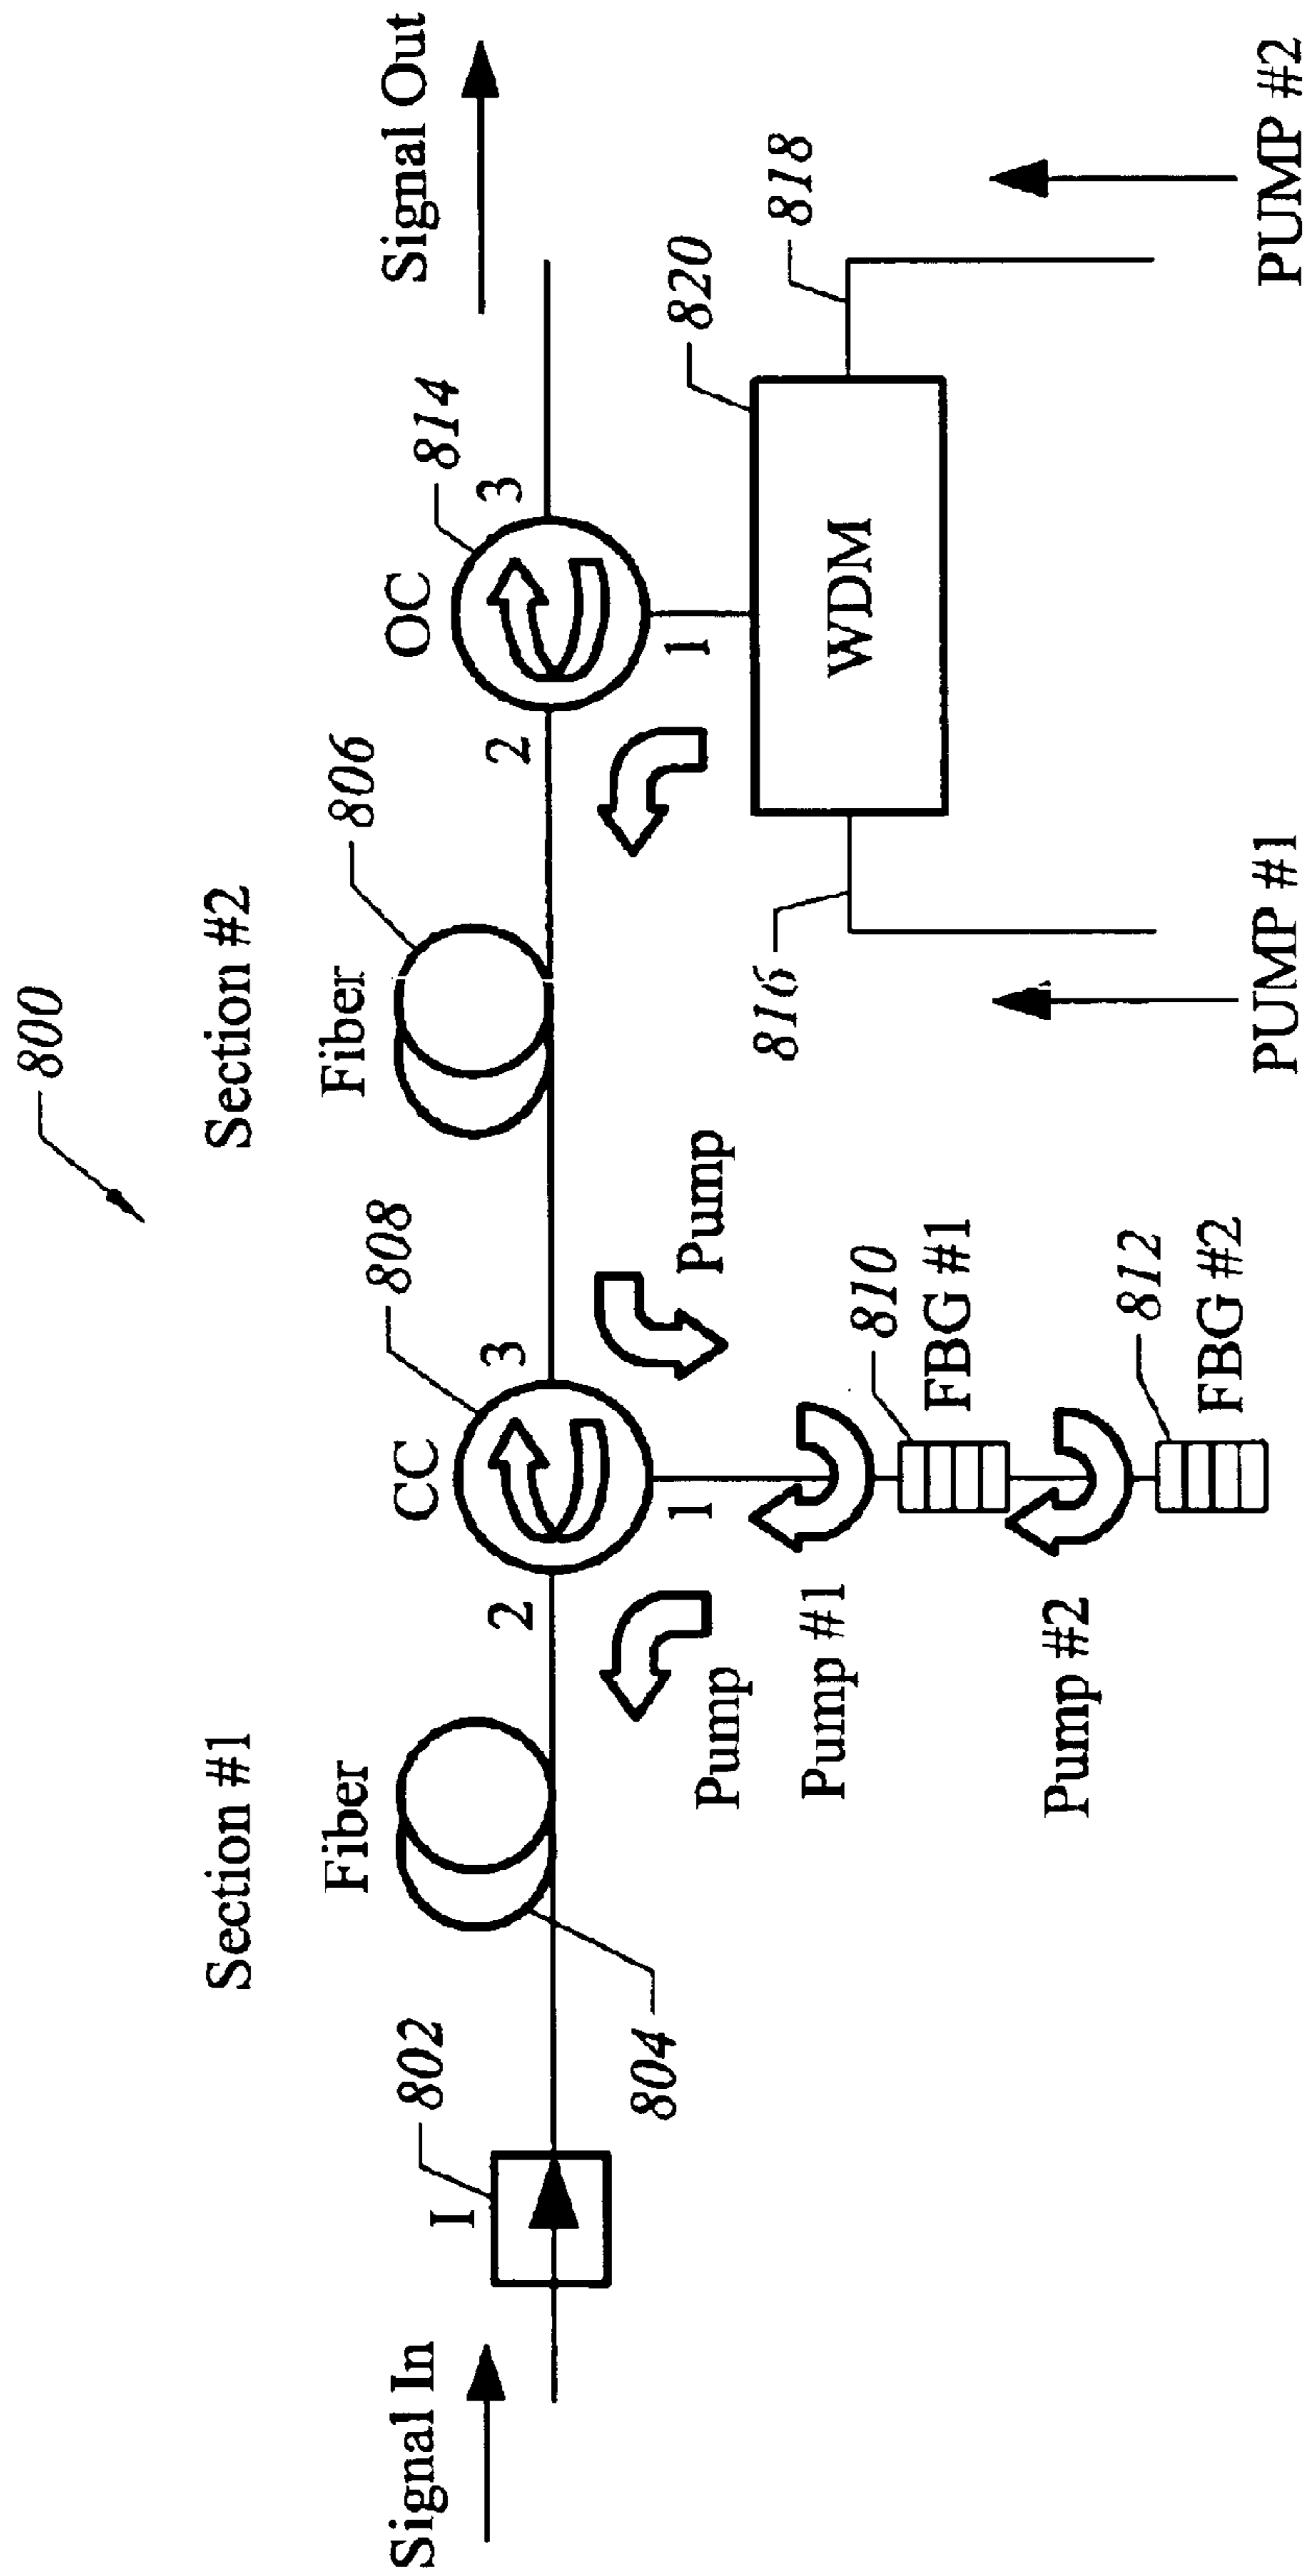 800
Section #1
Section #2
Signal In
I
802
Fiber
804
CC
808
2
3
1
Fiber
806
OC
814
2
3
1
Signal Out
Pump
Pump
Pump #1
810
FBG #1
Pump #2
812
FBG #2
820
WDM
816
818
PUMP #1
PUMP #2